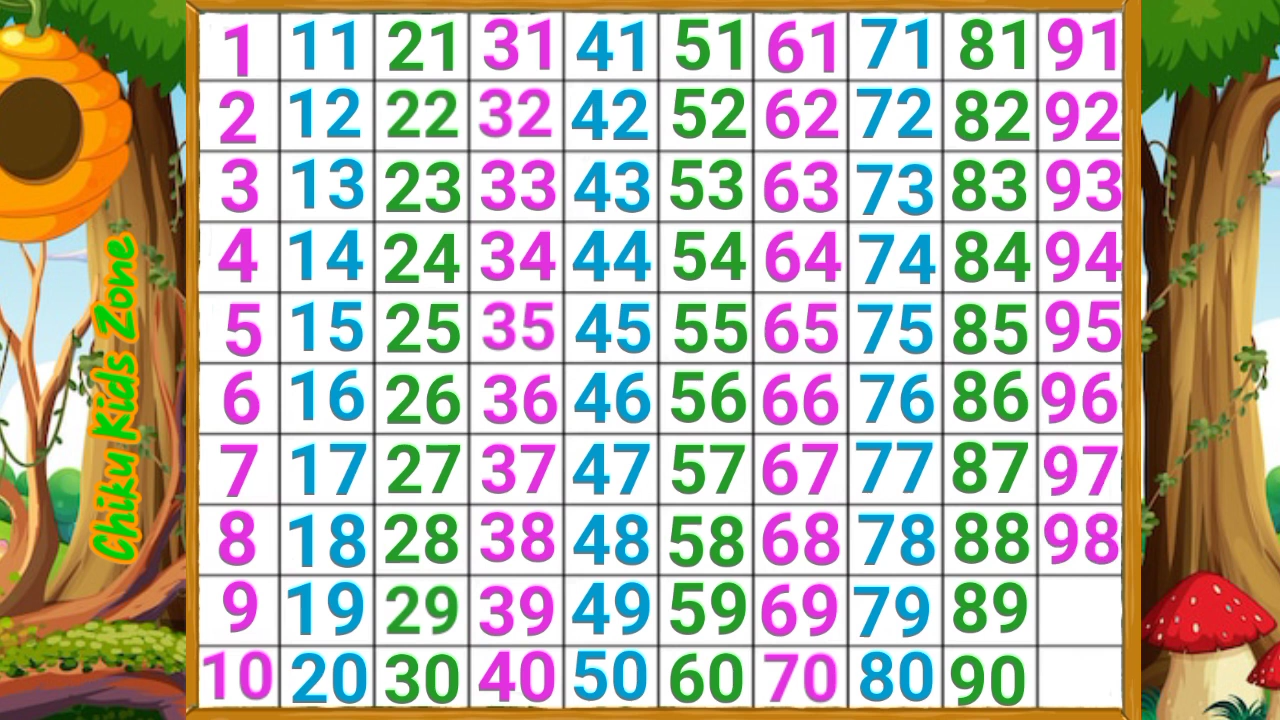 1 11 21 31 41 51 61 71 81 91
2 12 22 32 42 52 62 72 82 92
3 13 23 33 43 53 63 73 83 93
4 14 24 34 44 54 64 74 84 94
5 15 25 35 45 55 65 75 85 95
6 16 26 36 46 56 66 76 86 96
7 17 27 37 47 57 67 77 87 97
8 18 28 38 48 58 68 78 88 98
9 19 29 39 49 59 69 79 89
10 20 30 40 50 60 70 80 90
Chiku Kids Zone